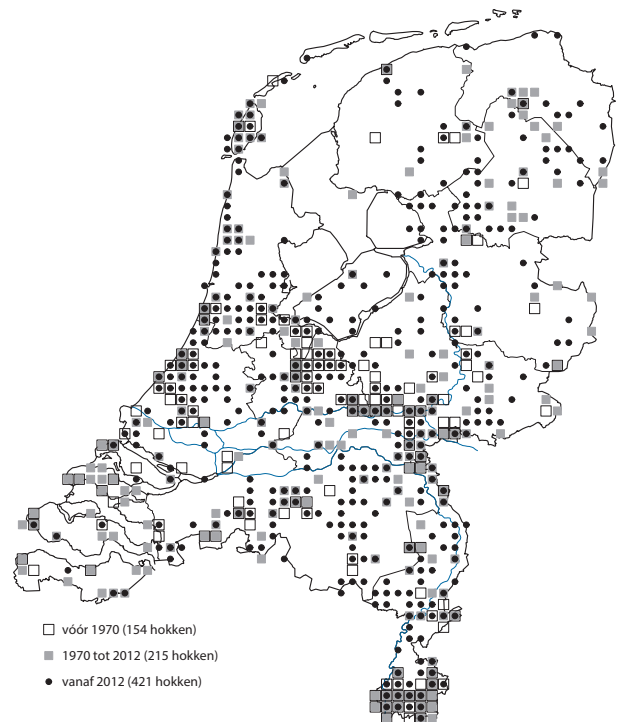 vóór 1970 (154 hokken)
1970 tot 2012 (215 hokken)
vanaf 2012 (421 hokken)